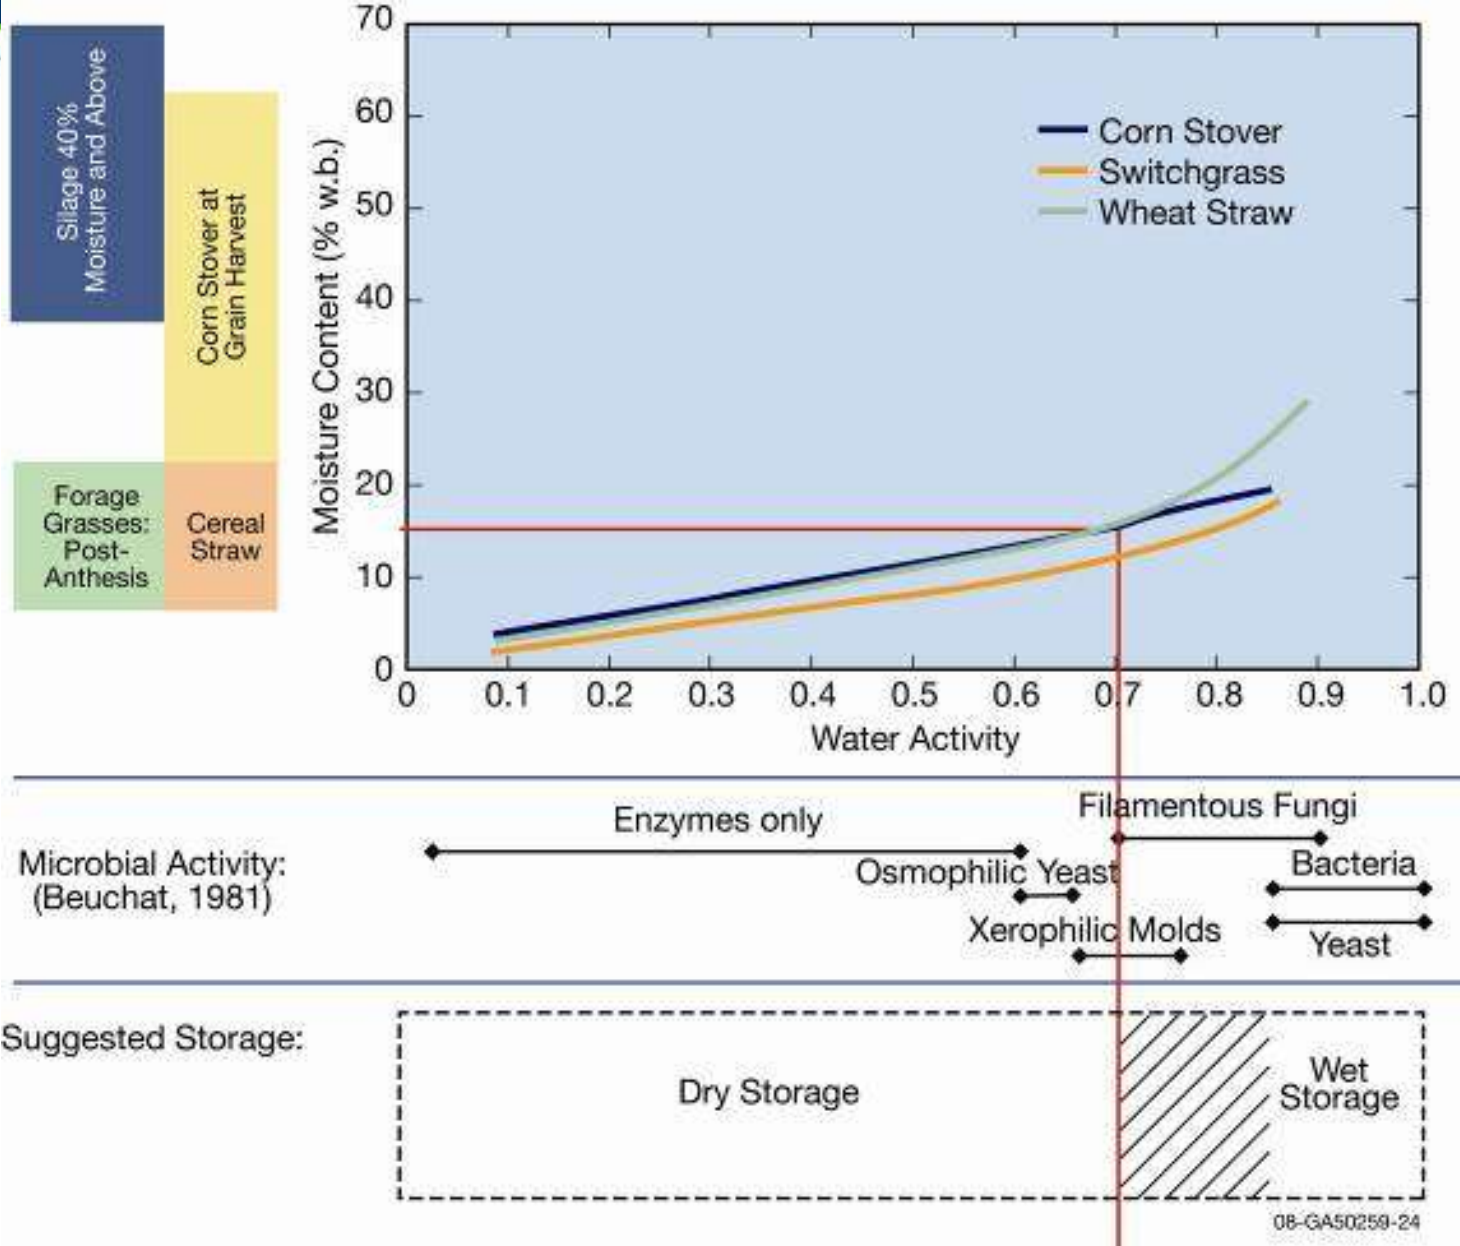 Silage 40%
Moisture and Above
Corn Stover at
Grain Harvest
Forage
Grasses:
Post-
Anthesis
Cereal
Straw
Moisture Content (% w.b.)
70
60
50
40
30
20
10
0
Corn Stover
Switchgrass
Wheat Straw
0 0.1 0.2 0.3 0.4 0.5 0.6 0.7 0.8 0.9 1.0
Water Activity
Microbial Activity:
(Beuchat, 1981)
Enzymes only
Filamentous Fungi
Osmophilic Yeast
Bacteria
Xerophilic Molds
Yeast
Suggested Storage:
Dry Storage
Wet
Storage
08-GA50259-24